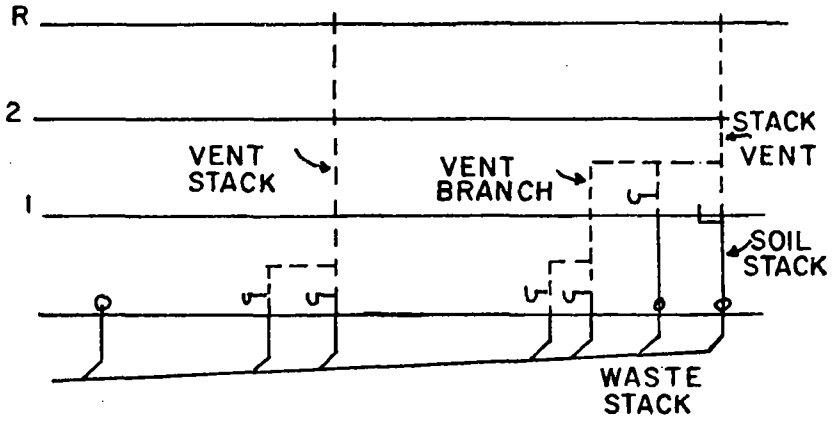 R
2
STACK
VENT
VENT
STACK
VENT
BRANCH
1
SOIL
STACK
WASTE
STACK